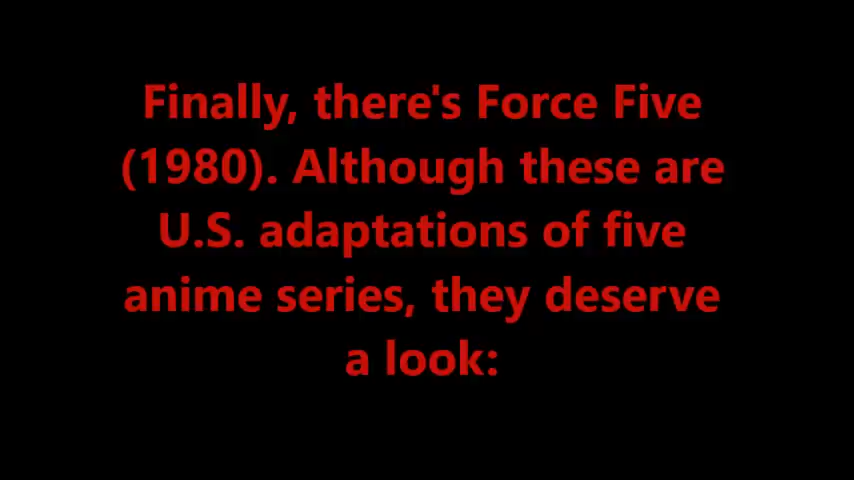 Finally, there's Force Five
(1980). Although these are
U.S. adaptations of five
anime series, they deserve
a look: